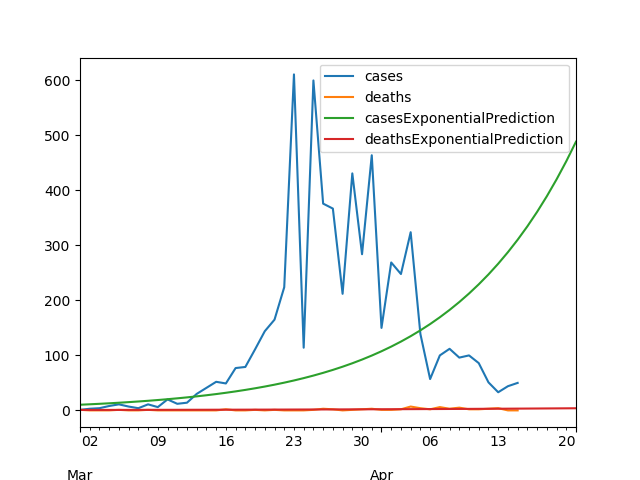 cases
deaths
casesExponentialPrediction
deathsExponentialPrediction
600
500
400
300
200
100
0
02 09 16 23 30 06 13 20
Mar Apr